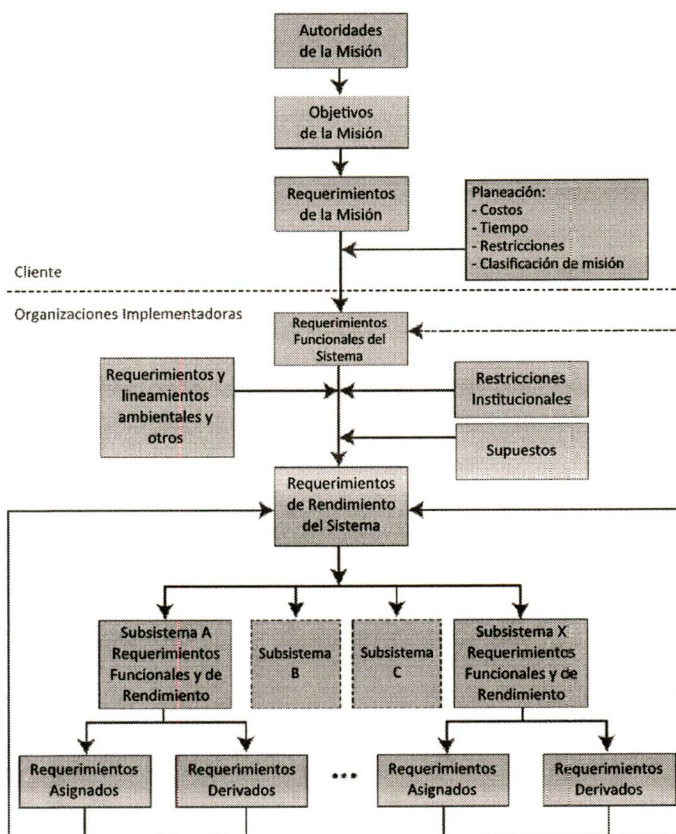 Autoridades
de la Misión
Objetivos
de la Misión
Requerimientos
de la Misión
Planeación:
- Costos
- Tiempo
- Restricciones
- Clasificación de misión
Cliente
Organizaciones Implementadoras
Requerimientos
Funcionales del
Sistema
Requerimientos y
lineamientos
ambientales y
otros
Restricciones
Institucionales
Supuestos
Requerimientos
de Rendimiento
del Sistema
Subsistema A
Requerimientos
Funcionales y de
Rendimiento
Subsistema
B
Subsistema
C
Subsistema X
Requerimientos
Funcionales y de
Rendimiento
Requerimientos
Asignados
Requerimientos
Derivados
...
Requerimientos
Asignados
Requerimientos
Derivados